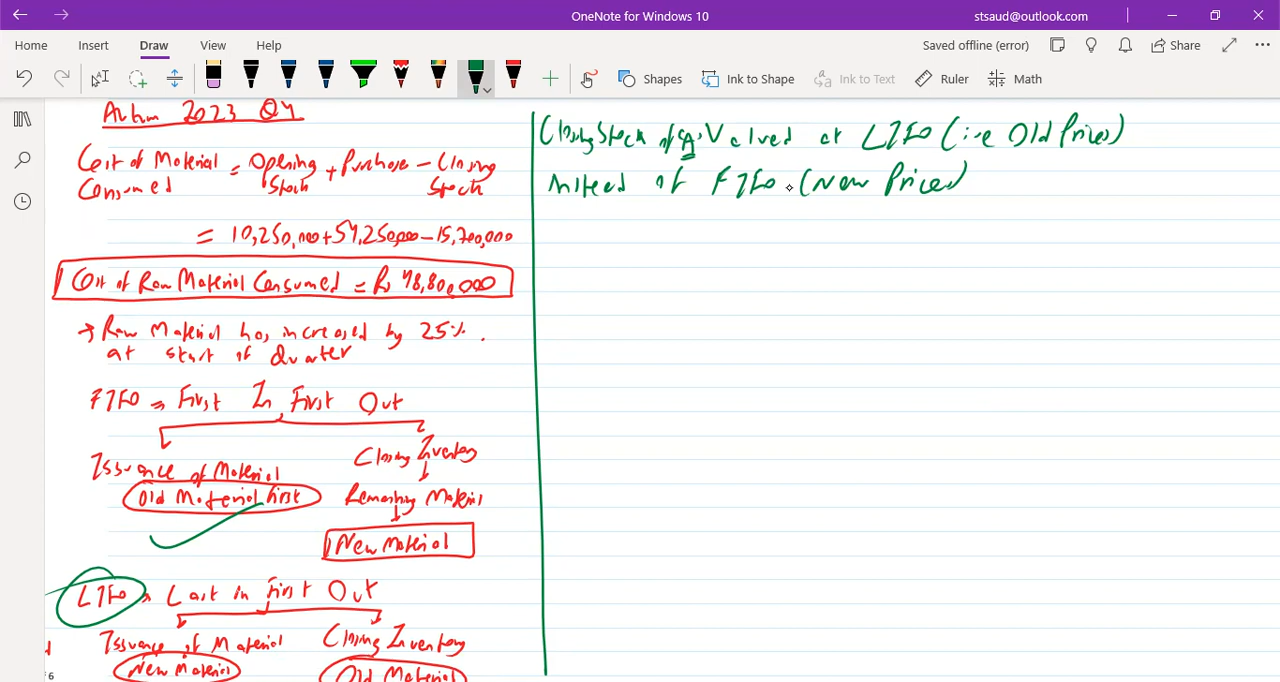 OneNote for Windows 10
stsaud@outlook.com
Home Insert Draw View Help
Saved offline (error)
Share
Shapes
Ink to Shape
Ink to Text
Ruler
Math
Autum 2023 Q4
Cost of Material Consumed = Opening Stock + Purchase - Closing Stock
= 10,250,000+54,250,000-15,700,000
Cost of Raw Material Consumed = Rs 48,800,000
→ Raw Material has increased by 25%.
at start of Quarter
FIFO = First In First Out
Issuance of Material
Old Material First
Closing Inventory
Remaining Material
New Material
LIFO = Last in First Out
Issuance of Material
New Material
Closing Inventory
Old Material
Closing Stock of A Valued at LIFO (i-e Old Prices)
instead of FIFO (New Prices)